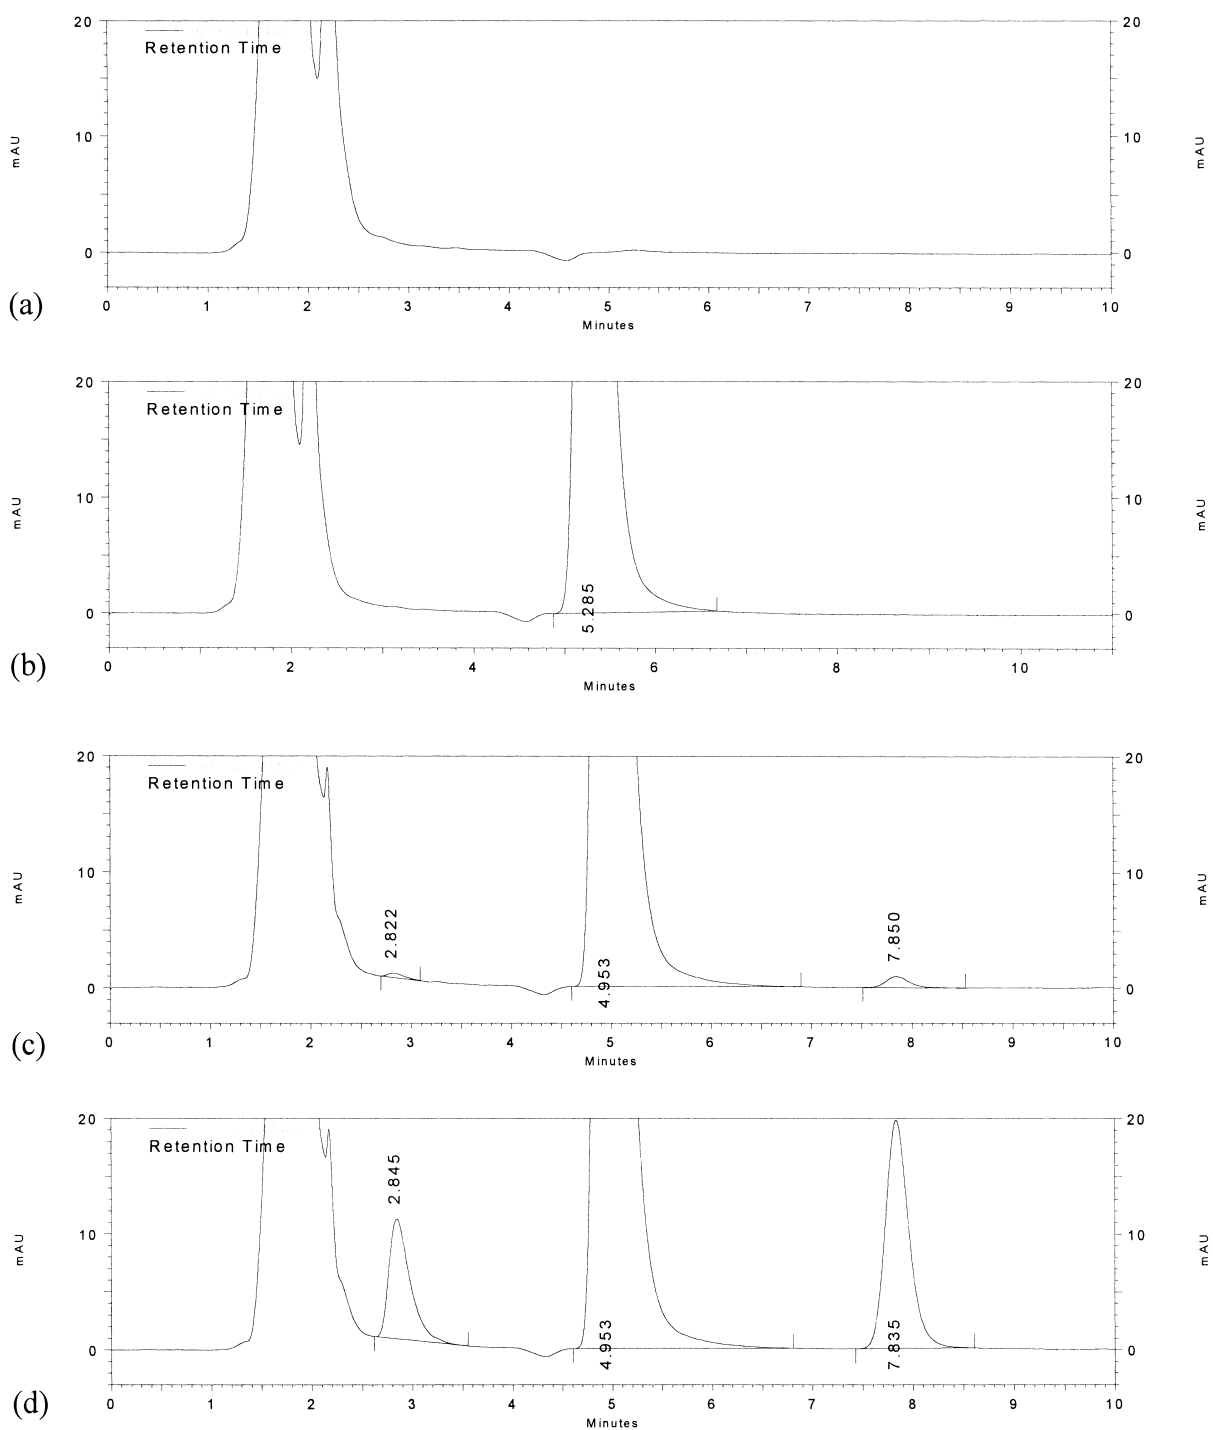 20 20
Retention Time
10 10
mAU mAU
0 0
0 1 2 3 4 5 6 7 8 9 10
(a)
Minutes
20 20
Retention Time
10 10
mAU mAU
5.285
0 0
0 2 4 6 8 10
(b)
Minutes
20 20
Retention Time
10 10
mAU mAU
2.822
7.850
4.953
0 0
0 1 2 3 4 5 6 7 8 9 10
(c)
Minutes
20 20
Retention Time
2.845
10 10
mAU mAU
4.953
7.835
0 0
0 1 2 3 4 5 6 7 8 9 10
(d)
Minutes